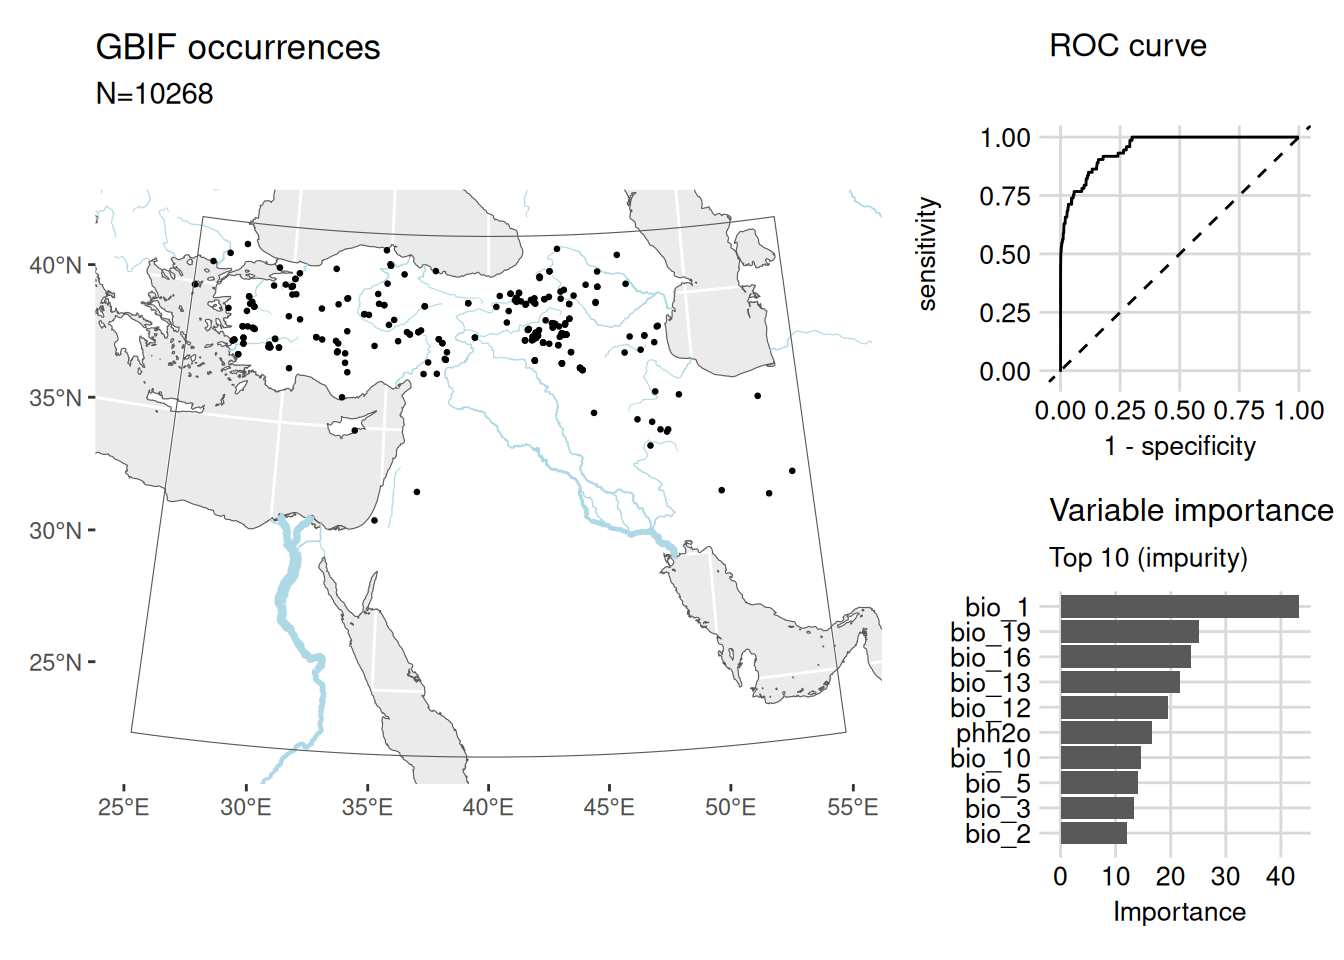 GBIF occurrences
N=10268
40°N
35°N
30°N
25°N
25°E 30°E 35°E 40°E 45°E 50°E 55°E
ROC curve
sensitivity
1.00
0.75
0.50
0.25
0.00
0.00 0.25 0.50 0.75 1.00
1 - specificity
Variable importance
Top 10 (impurity)
bio_1
bio_19
bio_16
bio_13
bio_12
phh2o
bio_10
bio_5
bio_3
bio_2
0 10 20 30 40
Importance